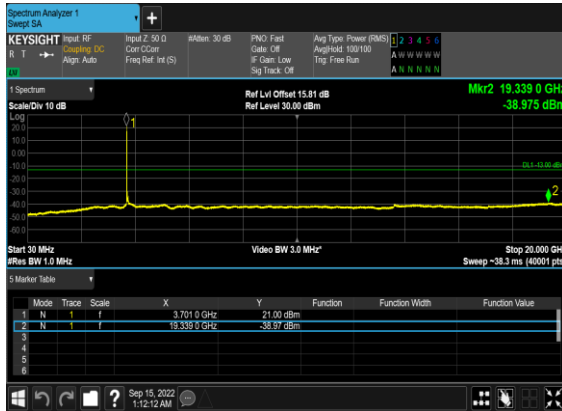 Spectrum Analyzer 1
Swept SA
+
KEYSIGHT Input: RF Input Z: 50 Ω #Atten: 30 dB PNO: Fast Avg Type: Power (RMS) 1 2 3 4 5 6
R T Coupling: DC Corr CCorr Gate: Off Avg|Hold: 100/100 A W W W W W
Align: Auto Freq Ref: Int (S) IF Gain: Low Trig: Free Run
LXI Sig Track: Off A N N N N N
1 Spectrum Ref Lvl Offset 15.81 dB Mkr2 19.339 0 GHz
Scale/Div 10 dB Ref Level 30.00 dBm -38.975 dBm
Log
1
20.0
10.0
0.00
DL1 -13.00 dBm
-10.0
-20.0
2
-30.0
-40.0
-50.0
-60.0
Start 30 MHz Video BW 3.0 MHz* Stop 20.000 GHz
#Res BW 1.0 MHz Sweep ~38.3 ms (40001 pts)
5 Marker Table
Mode Trace Scale X Y Function Function Width Function Value
1 N 1 f 3.701 0 GHz 21.00 dBm
2 N 1 f 19.339 0 GHz -38.97 dBm
3
4
5
6
? Sep 15, 2022
1:12:12 AM